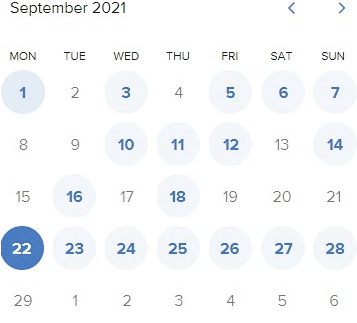 September 2021
MON TUE WED THU FRI SAT SUN
1 2 3 4 5 6 7
8 9 10 11 12 13 14
15 16 17 18 19 20 21
22 23 24 25 26 27 28
29 1 2 3 4 5 6